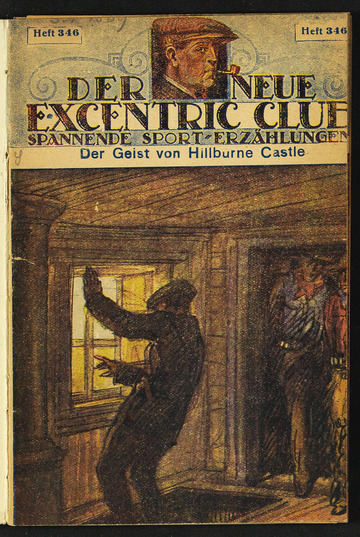 Heft 346
Heft 346
DER NEUE
EXCENTRIC CLUB
SPANNENDE SPORT-ERZÄHLUNGEN
Der Geist von Hillburne Castle